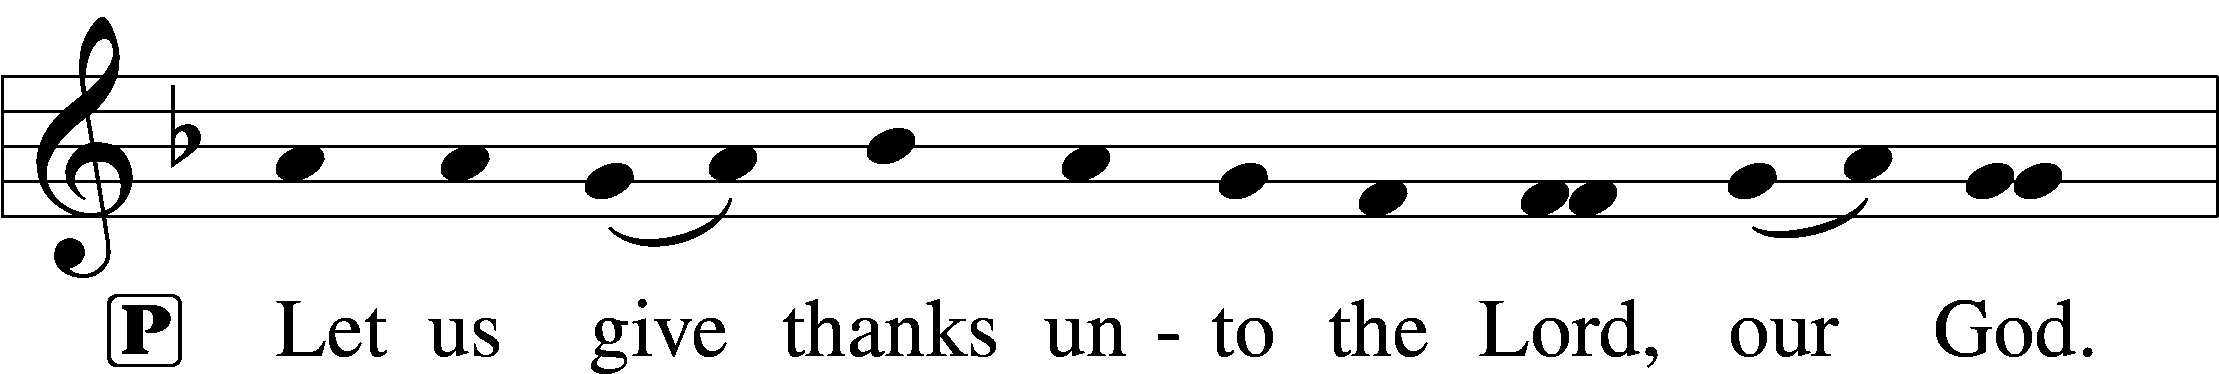 P Let us give thanks un - to the Lord, our God.